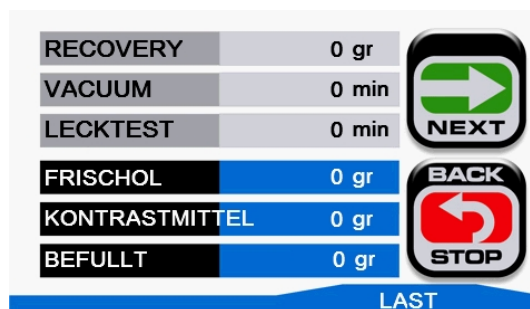 RECOVERY 0 gr
VACUUM 0 min
LECKTEST 0 min
NEXT
FRISCHOL 0 gr
KONTRASTMITTEL 0 gr
BEFULLT 0 gr
BACK
STOP
LAST